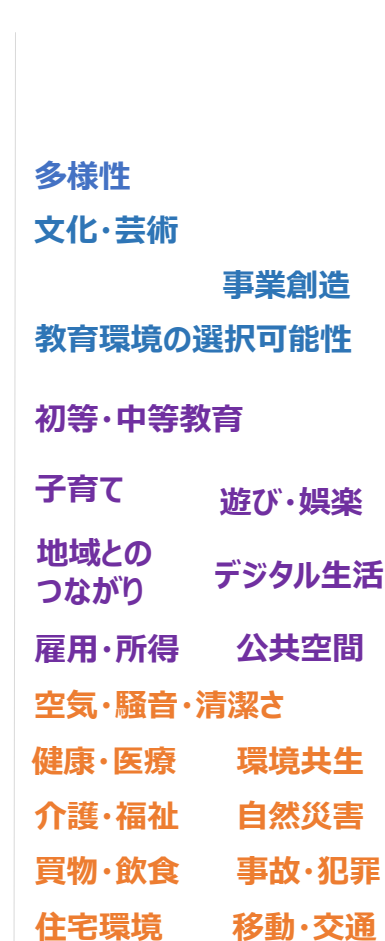 多様性
文化・芸術
事業創造
教育環境の選択可能性
初等・中等教育
子育て
遊び・娯楽
地域との
つながり
デジタル生活
雇用・所得
公共空間
空気・騒音・清潔さ
健康・医療
環境共生
介護・福祉
自然災害
買物・飲食
事故・犯罪
住宅環境
移動・交通